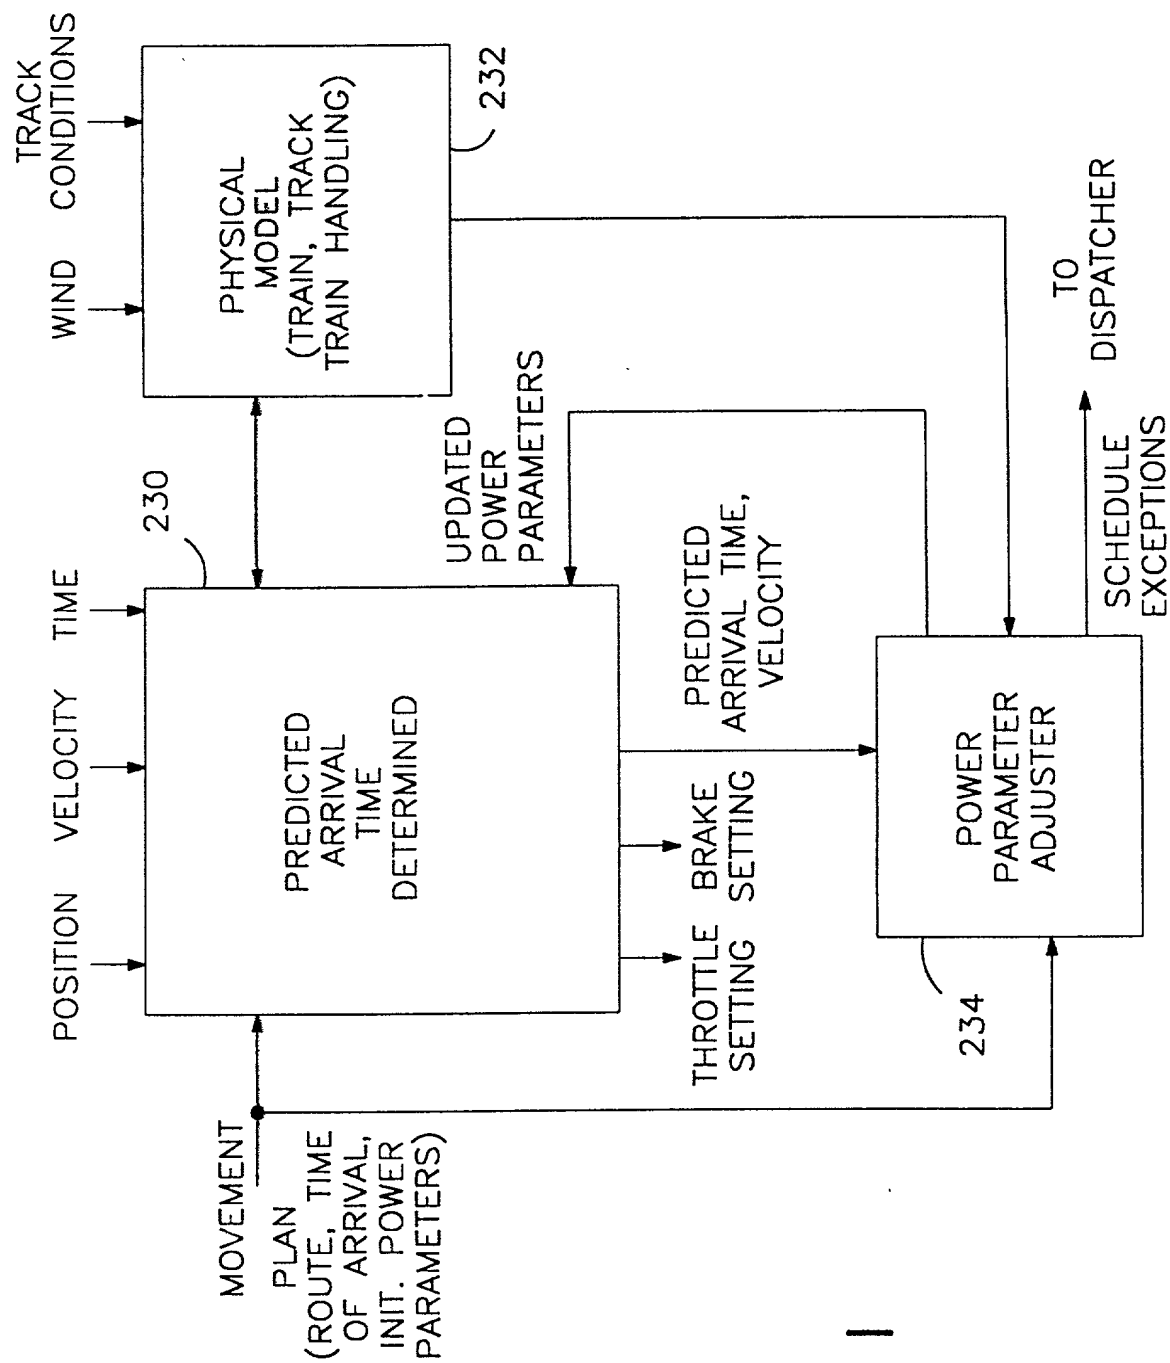 MOVEMENT
PLAN
(ROUTE, TIME
OF ARRIVAL,
INIT. POWER
PARAMETERS)
POSITION
VELOCITY
TIME
230
PREDICTED
ARRIVAL
TIME
DETERMINED
WIND
TRACK
CONDITIONS
PHYSICAL
MODEL
(TRAIN, TRACK
TRAIN HANDLING)
232
UPDATED
POWER
PARAMETERS
THROTTLE
SETTING
BRAKE
SETTING
PREDICTED
ARRIVAL TIME,
VELOCITY
234
POWER
PARAMETER
ADJUSTER
SCHEDULE
EXCEPTIONS
TO
DISPATCHER